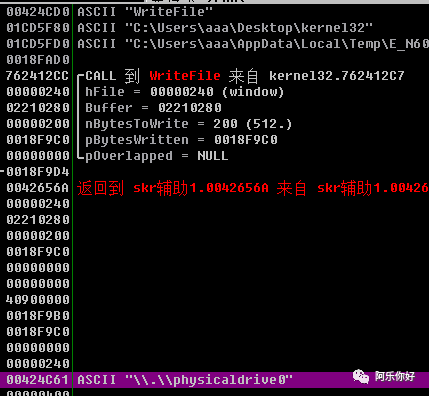 00424CD0 ASCII "WriteFile"
01CD5F80 ASCII "C:\Users\aaa\Desktop\kernel32"
01CD5FD0 ASCII "C:\Users\aaa\AppData\Local\Temp\E_N60
0018FAD0
762412CC CALL 到 WriteFile 来自 kernel32.762412C7
00000240 hFile = 00000240 (window)
02210280 Buffer = 02210280
00000200 nBytesToWrite = 200 (512.)
0018F9C0 pBytesWritten = 0018F9C0
00000000 pOverlapped = NULL
0018F9D4
0042656A 返回到 skr辅助1.0042656A 来自 skr辅助1.00426
00000240
02210280
00000200
0018F9C0
00000000
00000000
40900000
0018F9B0
0018F9C0
00000000
00000240
00424C61 ASCII "\\.\\physicaldrive0"
00000400
阿乐你好